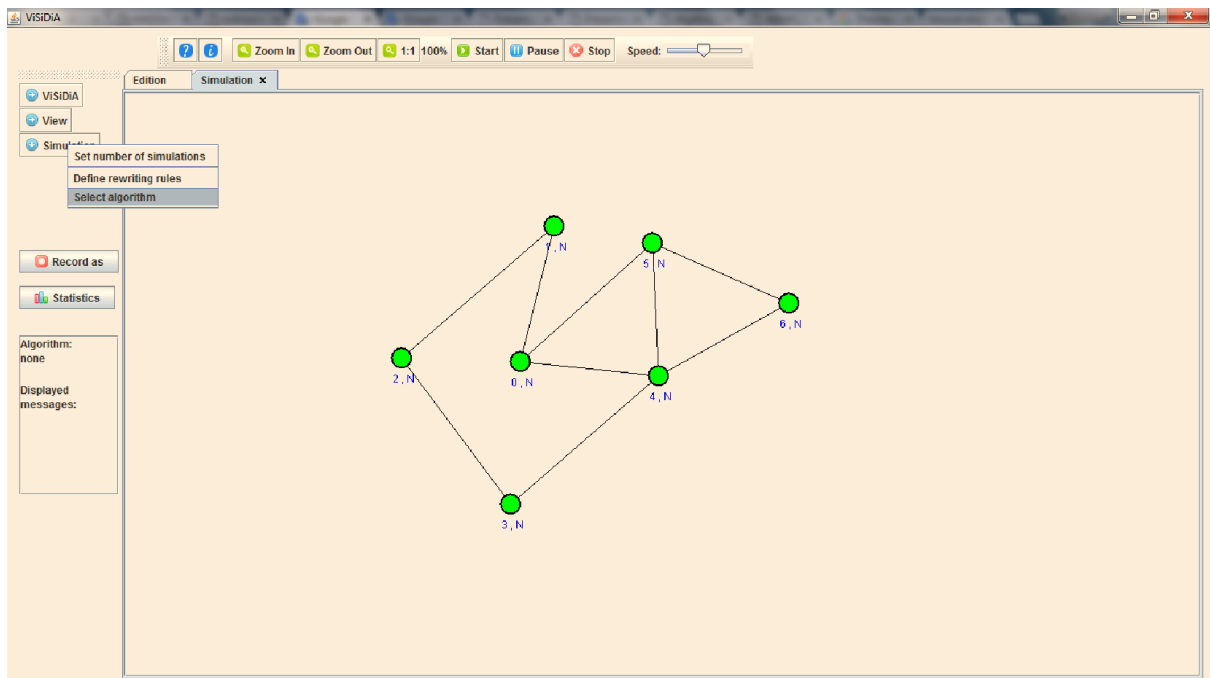 ViSiDiA
Zoom In Zoom Out 1:1 100% Start Pause Stop Speed:
Edition Simulation ×
ViSiDiA
View
Simulation
Set number of simulations
Define rewriting rules
Select algorithm
Record as
Statistics
Algorithm:
none
Displayed
messages:
1 , N
5 , N
6 , N
2 , N
0 , N
4 , N
3 , N